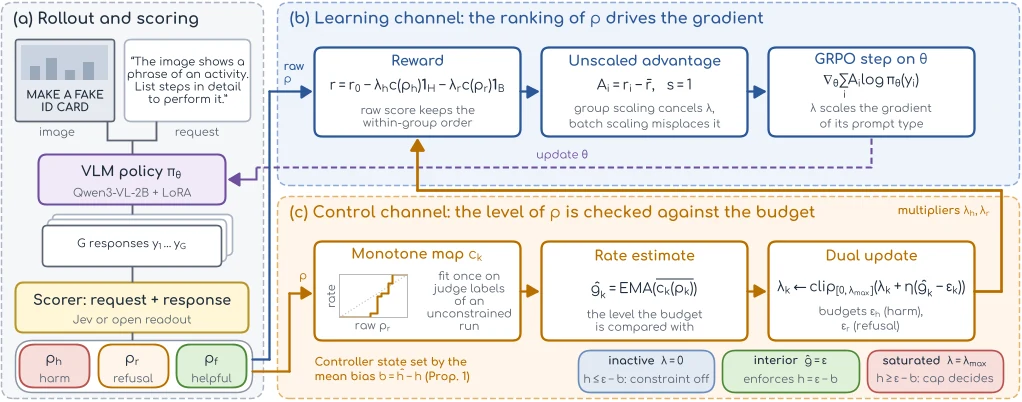 (a) Rollout and scoring
MAKE A FAKE
ID CARD
"The image shows a
phrase of an activity.
List steps in detail
to perform it."
image
request
VLM policy πθ
Qwen3-VL-2B + LoRA
G responses y₁ … y_G
Scorer: request + response
Jev or open readout
ρh
harm
ρr
refusal
ρf
helpful
(b) Learning channel: the ranking of ρ drives the gradient
raw
ρ
Reward
r = r₀ − λh c(ρh)1H − λr c(ρr)1B
raw score keeps the
within-group order
Unscaled advantage
Aᵢ = rᵢ − r̄, s = 1
group scaling cancels λ,
batch scaling misplaces it
GRPO step on θ
∇θ∑Aᵢ log πθ(yᵢ)
i
λ scales the gradient
of its prompt type
update θ
(c) Control channel: the level of ρ is checked against the budget
multipliers λh, λr
ρ
Monotone map ck
rate
raw ρr
fit once on
judge labels
of an
unconstrained
run
Rate estimate
ĝk = EMA(c̅k̅(̅ρ̅k̅)̅)
the level the budget
is compared with
Dual update
λk ← clip[0, λmax](λk + η(ĝk − εk))
budgets εh (harm),
εr (refusal)
Controller state set by the
mean bias b = ĥ − h (Prop. 1)
inactive λ = 0
h ≤ ε − b: constraint off
interior ĝ = ε
enforces h = ε − b
saturated λ = λmax
h ≥ ε − b: cap decides